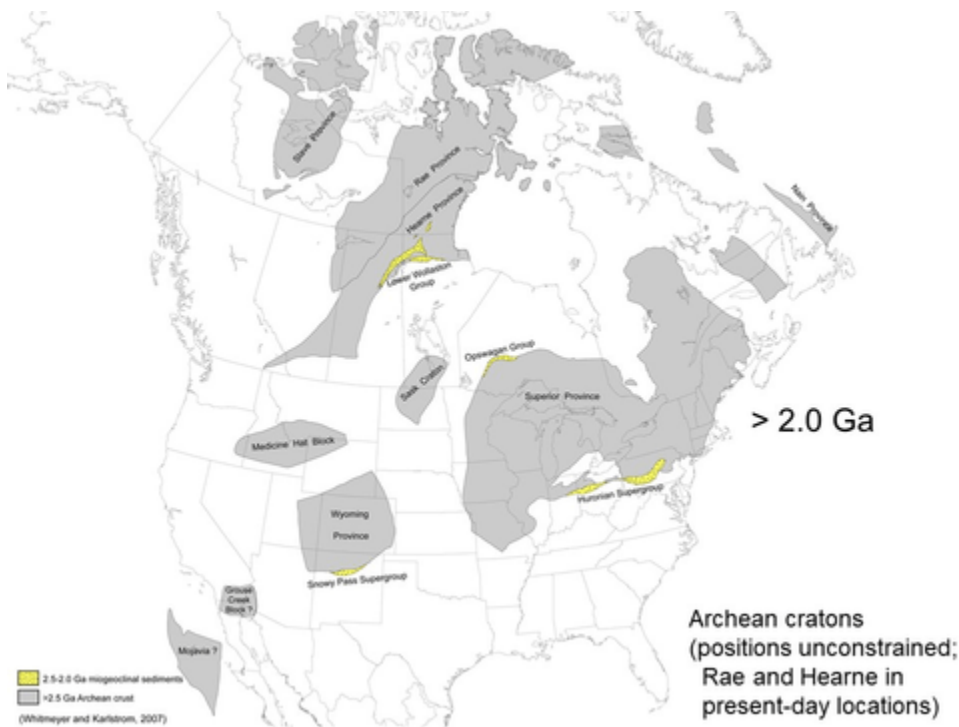 Slave Province
Rae Province
Hearne Province
Nain Province
Lower Wollaston
Group
Opswagan Group
Sask Craton
Superior Province
> 2.0 Ga
Medicine Hat Block
Huronian Supergroup
Wyoming
Province
Snowy Pass Supergroup
Grouse
Creek
Block ?
Mojavia ?
Archean cratons
(positions unconstrained;
Rae and Hearne in
present-day locations)
2.5-2.0 Ga miogeoclinal sediments
>2.5 Ga Archean crust
(Whitmeyer and Karlstrom, 2007)